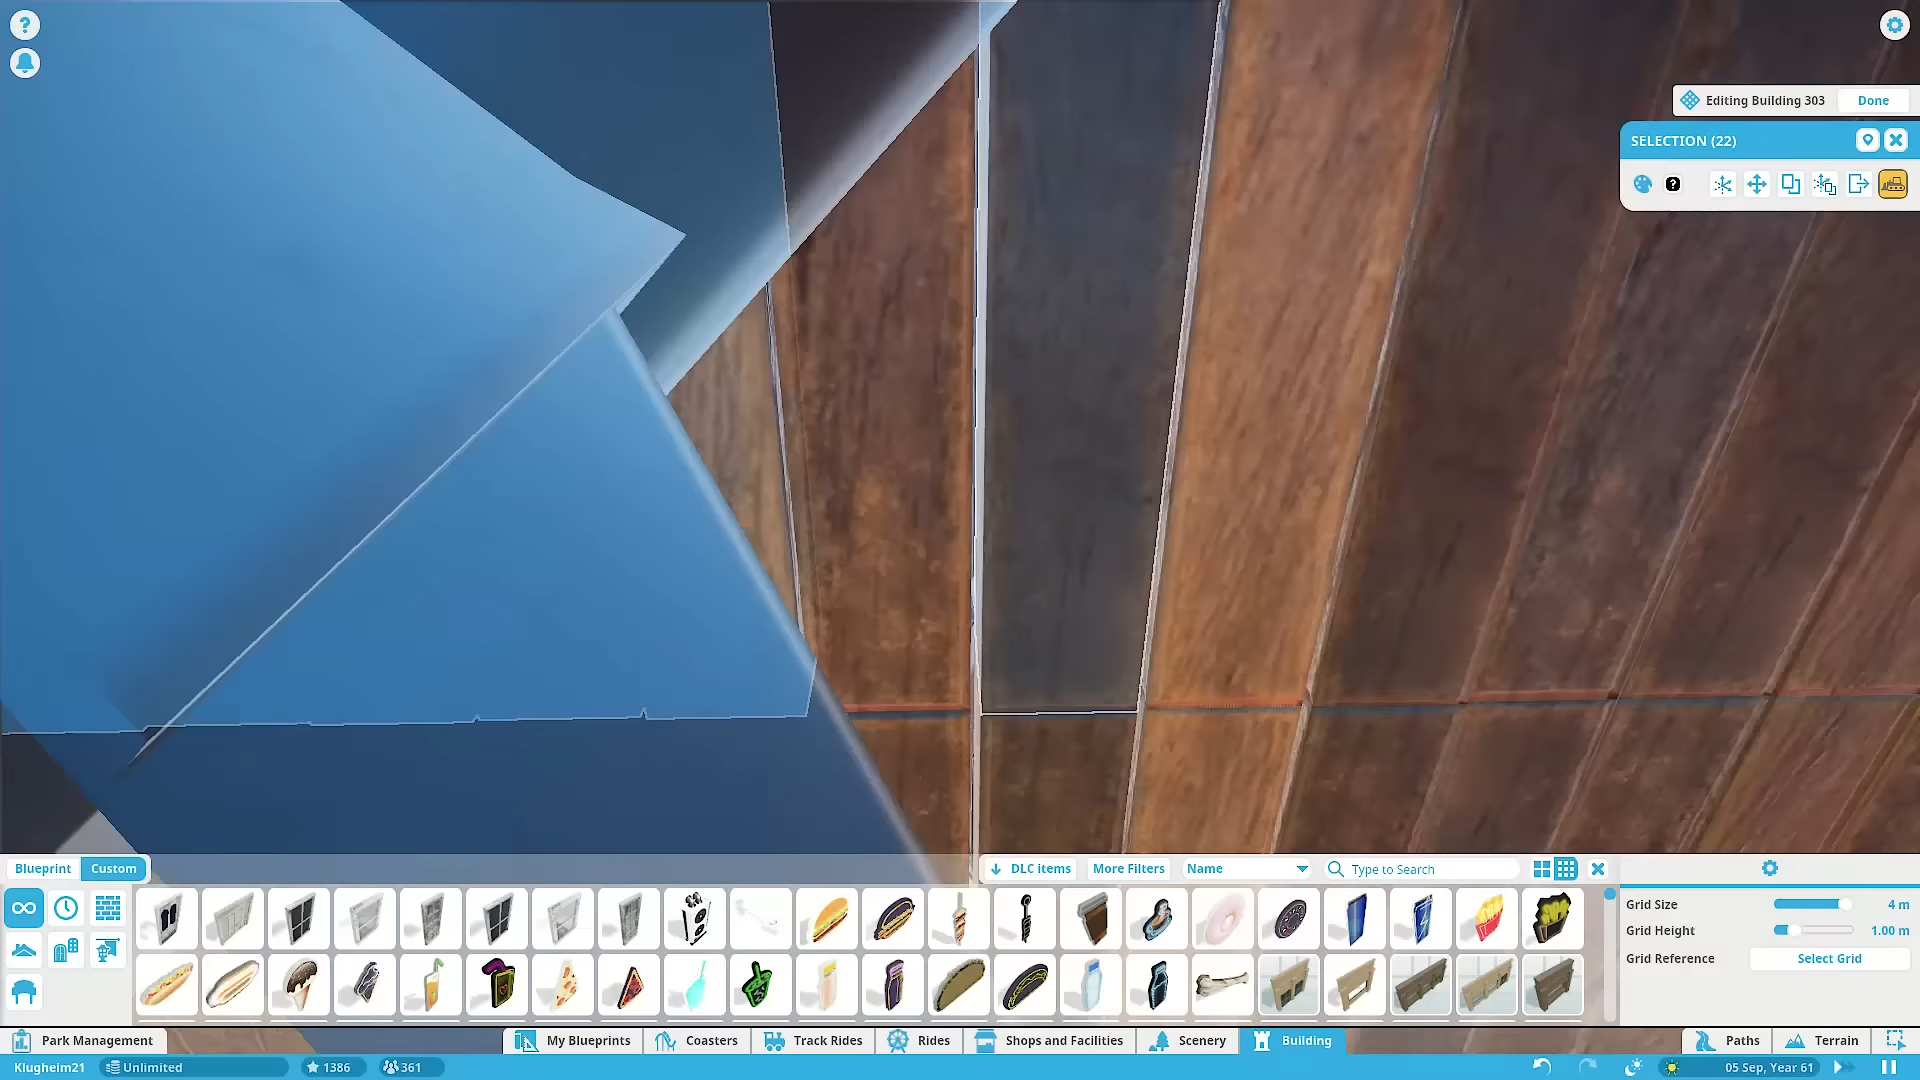 Editing Building 303
Done
SELECTION (22)
Blueprint
Custom
DLC items
More Filters
Name
Type to Search
Grid Size
4 m
Grid Height
1.00 m
Grid Reference
Select Grid
Park Management
My Blueprints
Coasters
Track Rides
Rides
Shops and Facilities
Scenery
Building
Paths
Terrain
Klugheim21
Unlimited
1386
361
05 Sep, Year 61